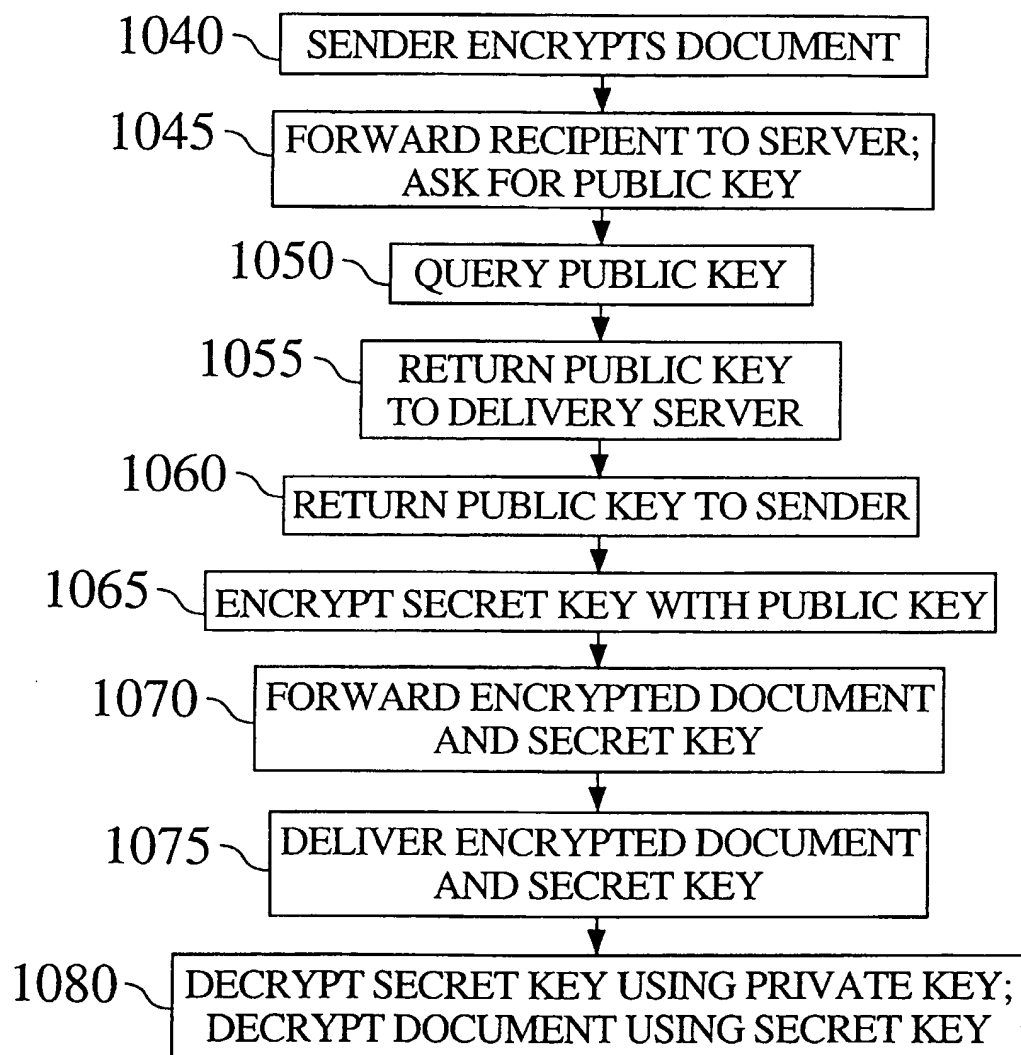 1040 SENDER ENCRYPTS DOCUMENT
1045 FORWARD RECIPIENT TO SERVER;
ASK FOR PUBLIC KEY
1050 QUERY PUBLIC KEY
1055 RETURN PUBLIC KEY
TO DELIVERY SERVER
1060 RETURN PUBLIC KEY TO SENDER
1065 ENCRYPT SECRET KEY WITH PUBLIC KEY
1070 FORWARD ENCRYPTED DOCUMENT
AND SECRET KEY
1075 DELIVER ENCRYPTED DOCUMENT
AND SECRET KEY
1080 DECRYPT SECRET KEY USING PRIVATE KEY;
DECRYPT DOCUMENT USING SECRET KEY